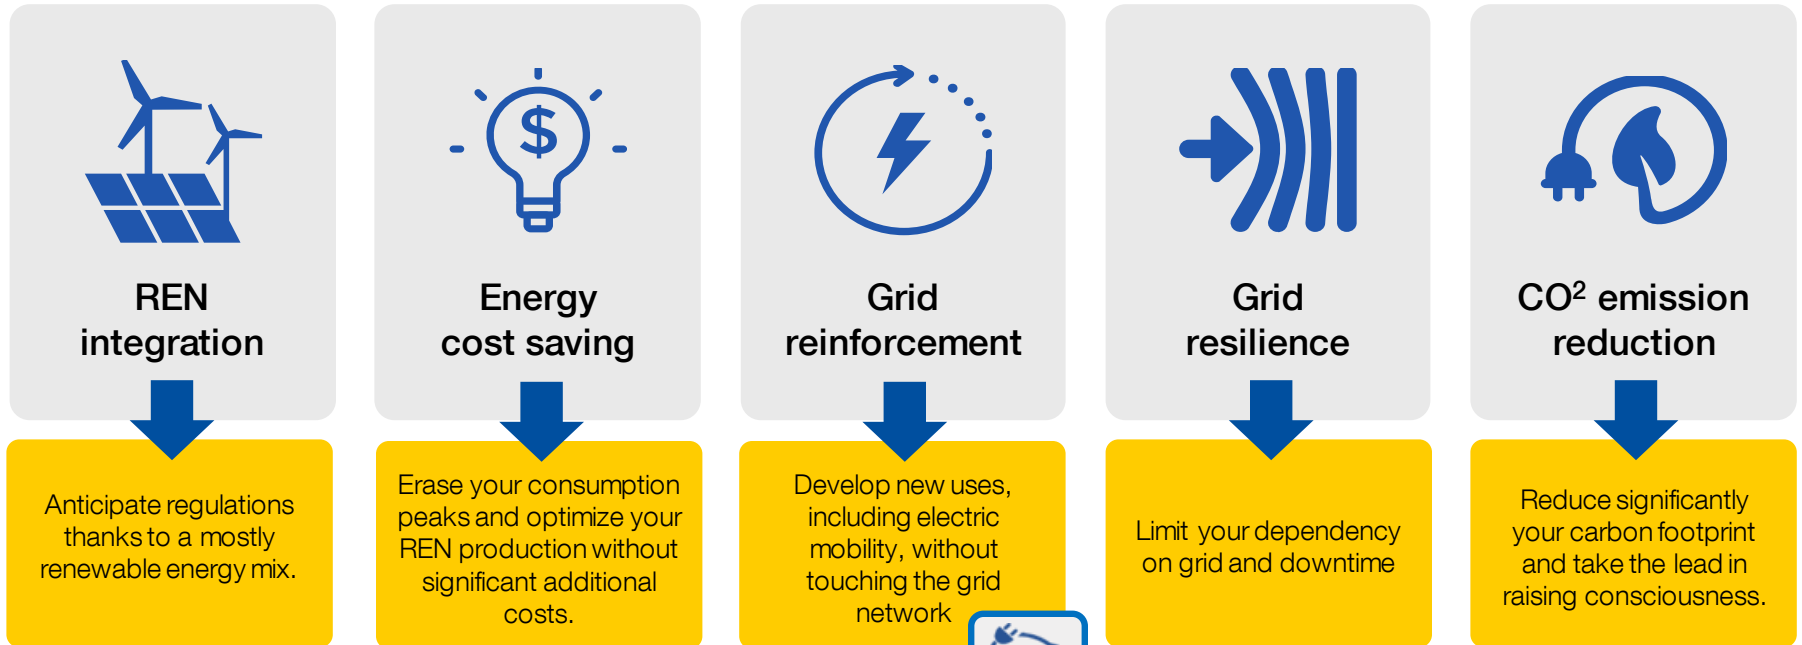 REN
integration
Energy
cost saving
$
Grid
reinforcement
Grid
resilience
CO² emission
reduction
Anticipate regulations
thanks to a mostly
renewable energy mix.
Erase your consumption
peaks and optimize your
REN production without
significant additional
costs.
Develop new uses,
including electric
mobility, without
touching the grid
network
Limit your dependency
on grid and downtime
Reduce significantly
your carbon footprint
and take the lead in
raising consciousness.